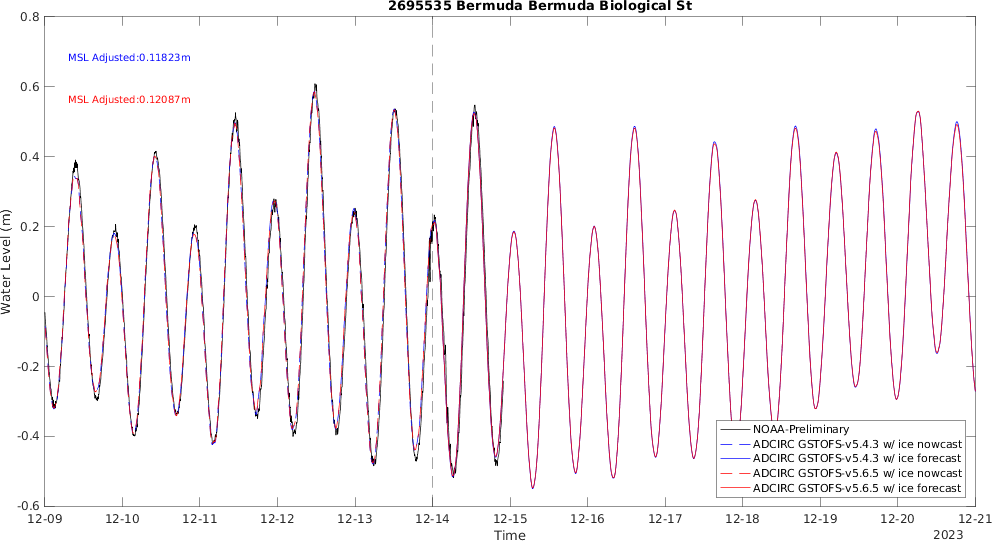 2695535 Bermuda Bermuda Biological St
0.8
0.6
0.4
0.2
0
-0.2
-0.4
-0.6
Water Level (m)
MSL Adjusted:0.11823m
MSL Adjusted:0.12087m
NOAA-Preliminary
ADCIRC GSTOFS-v5.4.3 w/ ice nowcast
ADCIRC GSTOFS-v5.4.3 w/ ice forecast
ADCIRC GSTOFS-v5.6.5 w/ ice nowcast
ADCIRC GSTOFS-v5.6.5 w/ ice forecast
12-09 12-10 12-11 12-12 12-13 12-14 12-15 12-16 12-17 12-18 12-19 12-20 12-21
Time
2023